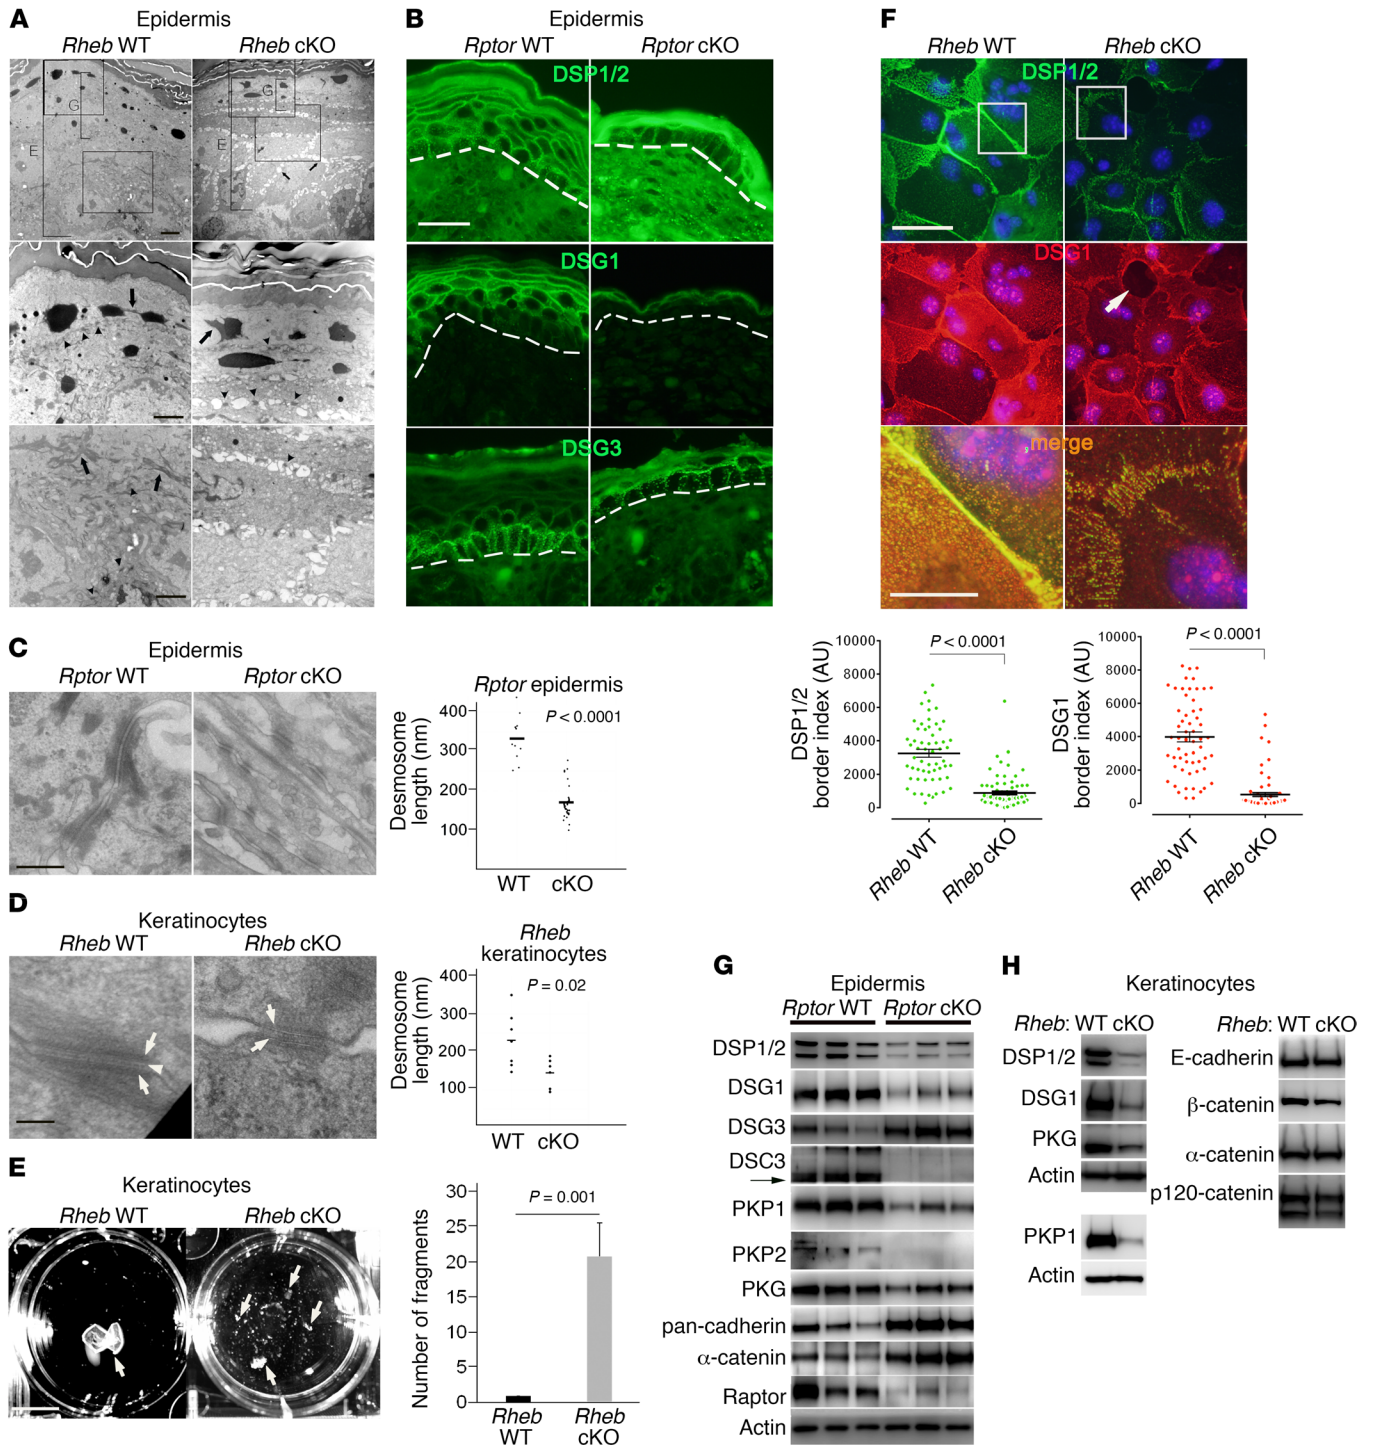 A
Epidermis
Rheb WT
Rheb cKO
G
E
G
E
B
Epidermis
Rptor WT
Rptor cKO
DSP1/2
DSG1
DSG3
C
Epidermis
Rptor WT
Rptor cKO
Rptor epidermis
P < 0.0001
Desmosome
length (nm)
400
300
200
100
WT
cKO
D
Keratinocytes
Rheb WT
Rheb cKO
Rheb
keratinocytes
P = 0.02
Desmosome
length (nm)
400
300
200
100
WT
cKO
E
Keratinocytes
Rheb WT
Rheb cKO
P = 0.001
Number of fragments
30
25
20
15
10
5
0
Rheb
WT
Rheb
cKO
F
Rheb WT
Rheb cKO
DSP1/2
DSG1
,merge
P < 0.0001
DSP1/2
border index (AU)
10000
8000
6000
4000
2000
0
Rheb WT
Rheb cKO
P < 0.0001
DSG1
border index (AU)
10000
8000
6000
4000
2000
0
Rheb WT
Rheb cKO
G
Epidermis
Rptor WT
Rptor cKO
DSP1/2
DSG1
DSG3
DSC3
PKP1
PKP2
PKG
pan-cadherin
α-catenin
Raptor
Actin
H
Keratinocytes
Rheb: WT cKO
DSP1/2
DSG1
PKG
Actin
PKP1
Actin
Rheb: WT cKO
E-cadherin
β-catenin
α-catenin
p120-catenin